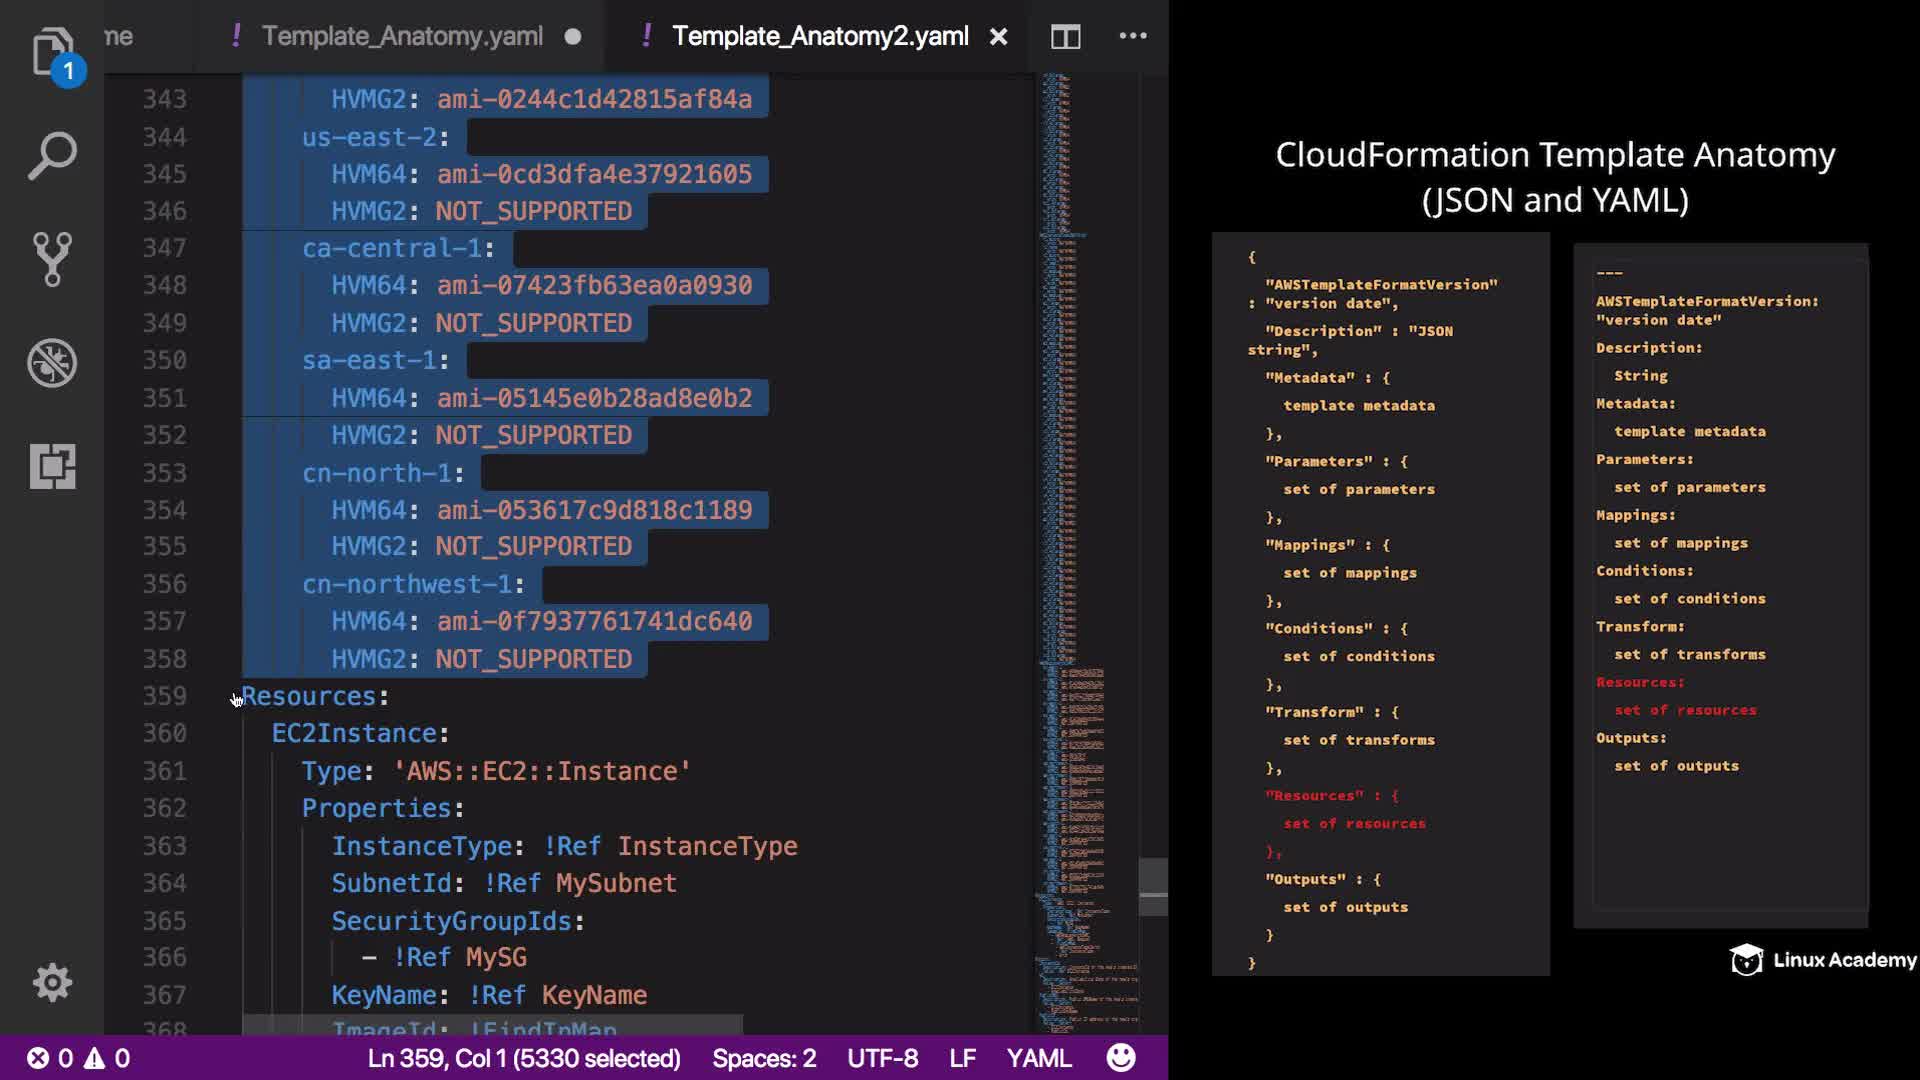 me
! Template_Anatomy.yaml
! Template_Anatomy2.yaml
1
343 HVMG2: ami-0244c1d42815af84a
344 us-east-2:
345 HVM64: ami-0cd3dfa4e37921605
346 HVMG2: NOT_SUPPORTED
347 ca-central-1:
348 HVM64: ami-07423fb63ea0a0930
349 HVMG2: NOT_SUPPORTED
350 sa-east-1:
351 HVM64: ami-05145e0b28ad8e0b2
352 HVMG2: NOT_SUPPORTED
353 cn-north-1:
354 HVM64: ami-053617c9d818c1189
355 HVMG2: NOT_SUPPORTED
356 cn-northwest-1:
357 HVM64: ami-0f7937761741dc640
358 HVMG2: NOT_SUPPORTED
359 Resources:
360 EC2Instance:
361 Type: 'AWS::EC2::Instance'
362 Properties:
363 InstanceType: !Ref InstanceType
364 SubnetId: !Ref MySubnet
365 SecurityGroupIds:
366 - !Ref MySG
367 KeyName: !Ref KeyName
368 ImageId: !FindInMap
0 0 Ln 359, Col 1 (5330 selected) Spaces: 2 UTF-8 LF YAML
CloudFormation Template Anatomy
(JSON and YAML)
{
"AWSTemplateFormatVersion"
: "version date",
"Description" : "JSON
string",
"Metadata" : {
template metadata
},
"Parameters" : {
set of parameters
},
"Mappings" : {
set of mappings
},
"Conditions" : {
set of conditions
},
"Transform" : {
set of transforms
},
"Resources" : {
set of resources
},
"Outputs" : {
set of outputs
}
}
---
AWSTemplateFormatVersion:
"version date"
Description:
String
Metadata:
template metadata
Parameters:
set of parameters
Mappings:
set of mappings
Conditions:
set of conditions
Transform:
set of transforms
Resources:
set of resources
Outputs:
set of outputs
Linux Academy